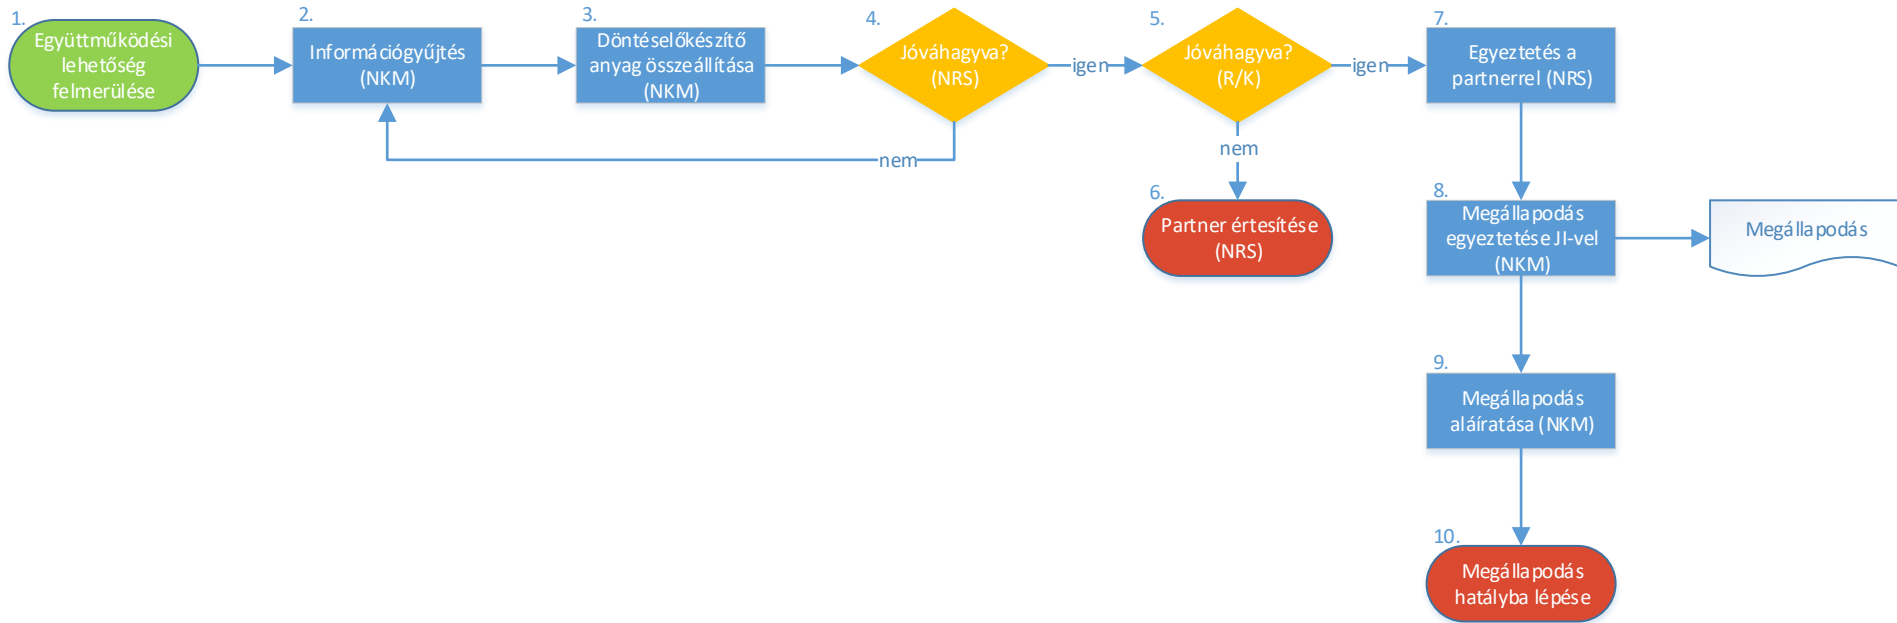 1.
Együttműködési
lehetőség
felmerülése
2.
Információgyűjtés
(NKM)
3.
Döntéselőkészítő
anyag összeállítása
(NKM)
4.
Jóváhagyva?
(NRS)
igen
nem
5.
Jóváhagyva?
(R/K)
igen
nem
6.
Partner értesítése
(NRS)
7.
Egyeztetés a
partnerrel (NRS)
8.
Megállapodás
egyeztetése JI-vel
(NKM)
Megállapodás
9.
Megállapodás
aláíratása (NKM)
10.
Megállapodás
hatályba lépése